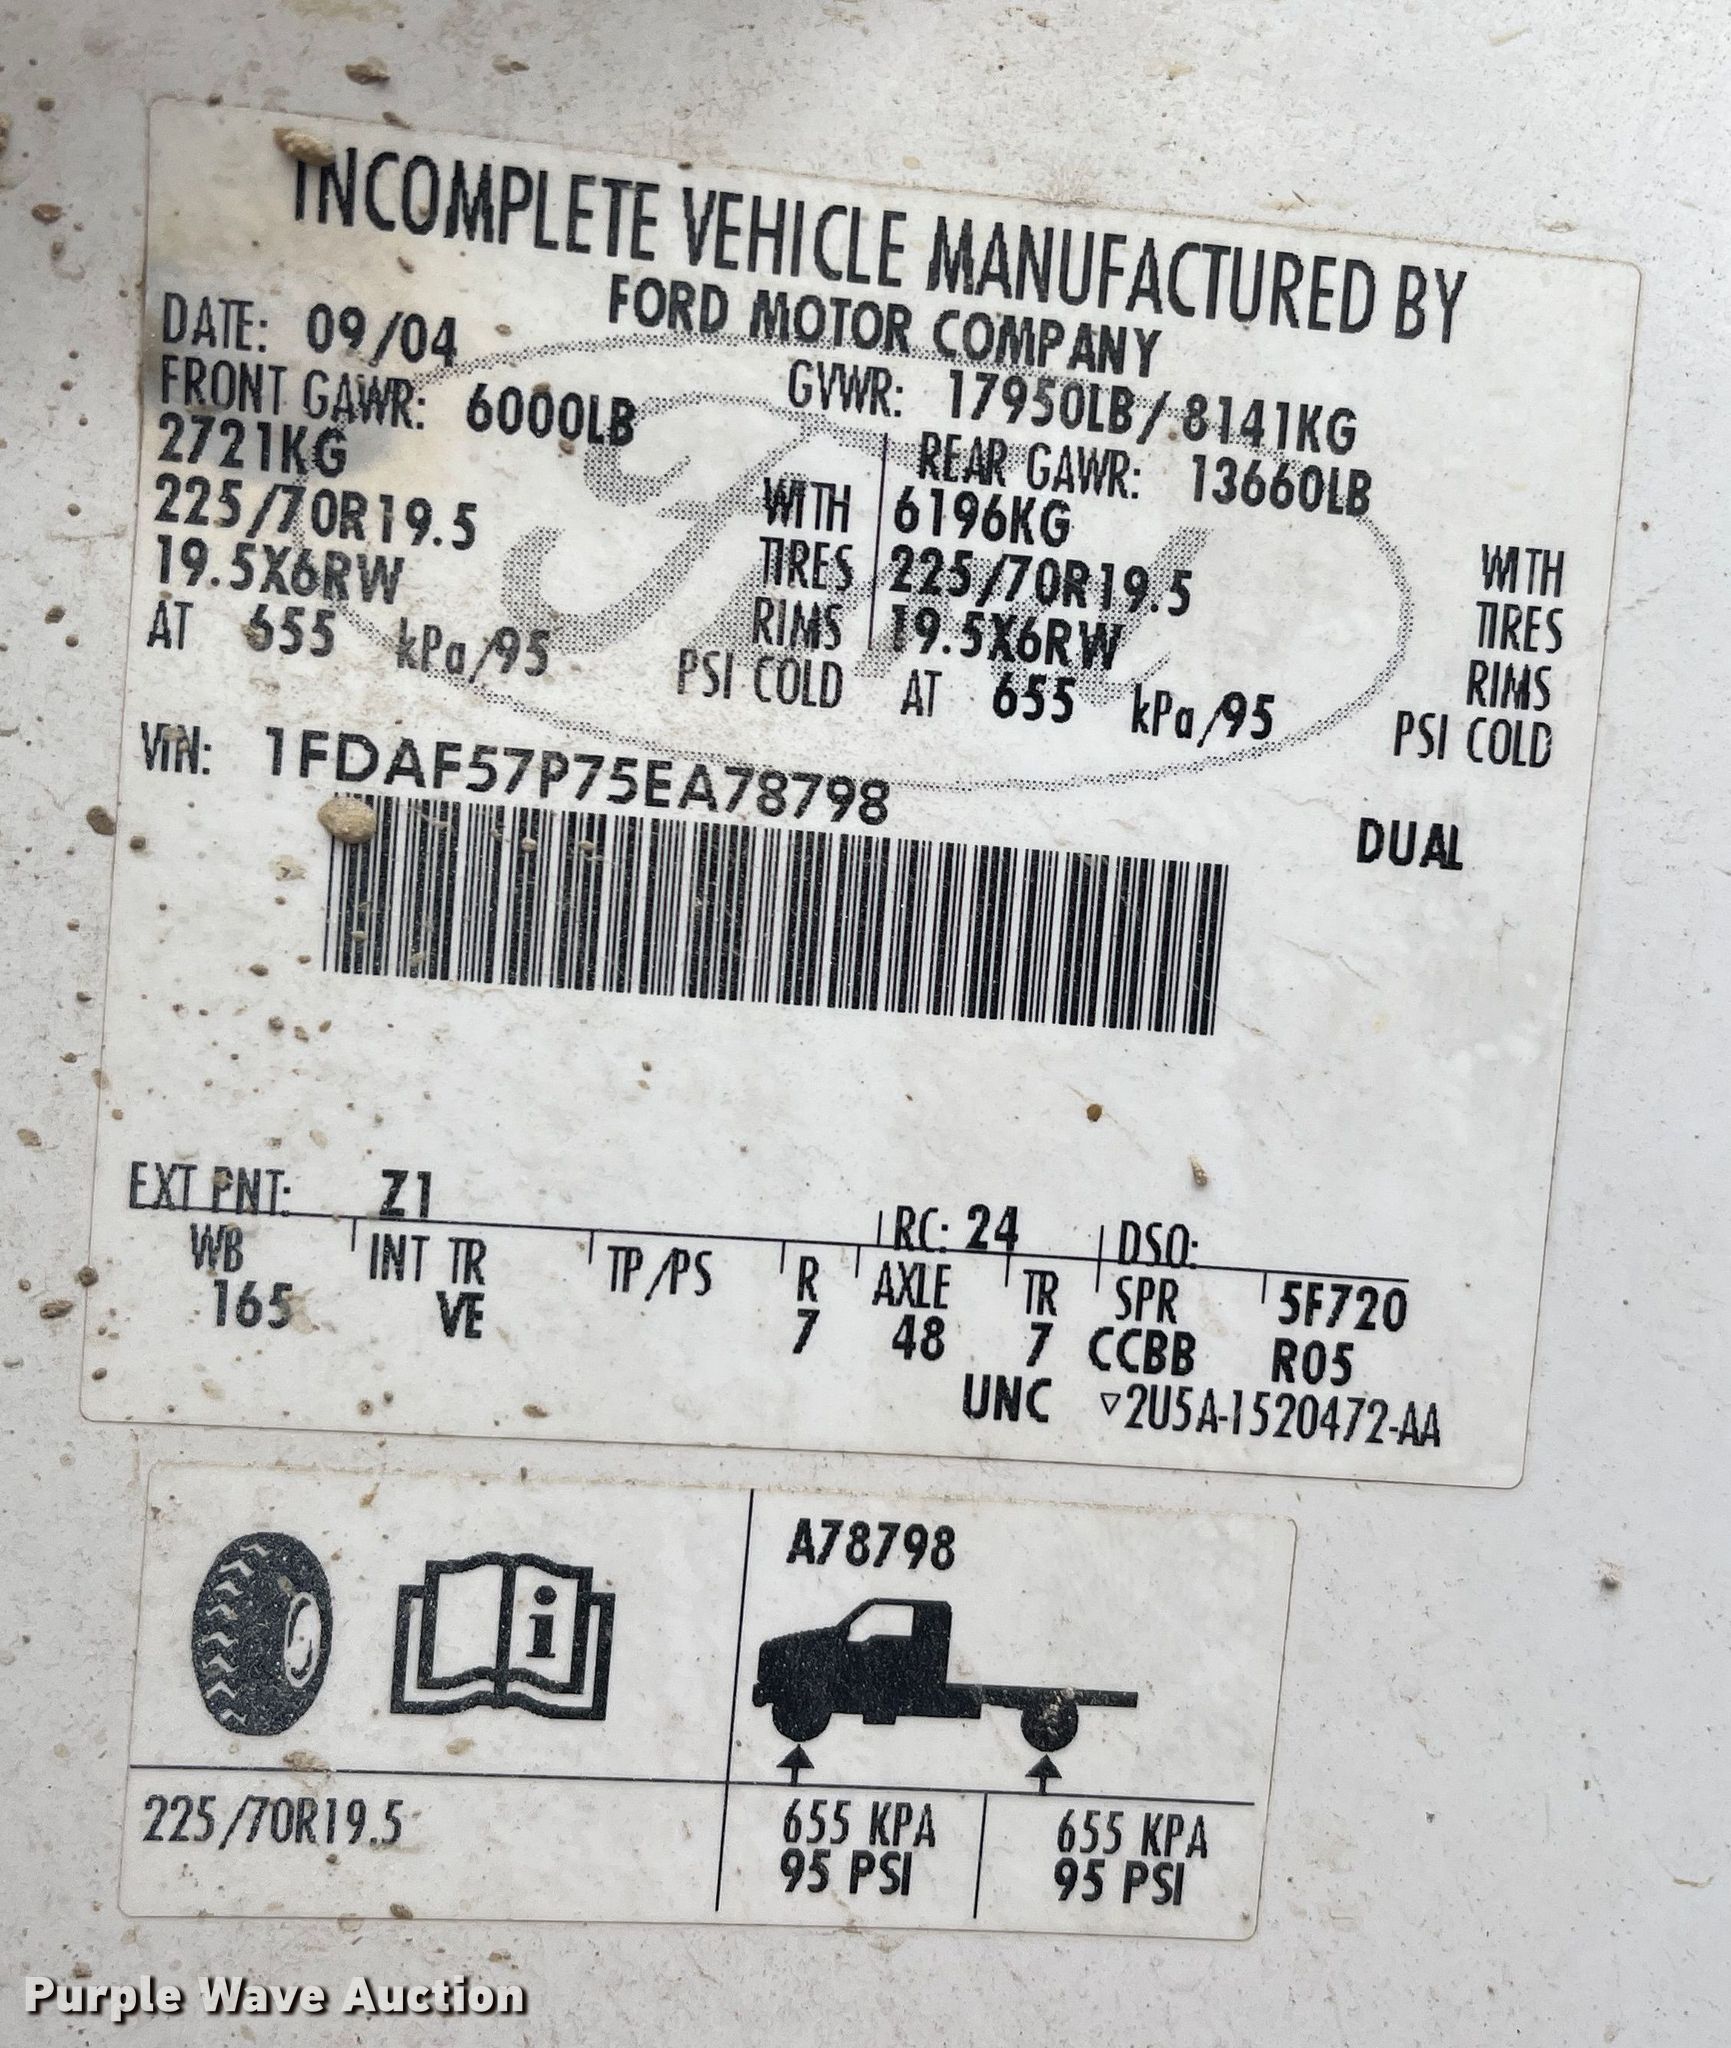 INCOMPLETE VEHICLE MANUFACTURED BY
FORD MOTOR COMPANY
DATE: 09/04 GVWR: 17950LB/ 8141KG
FRONT GAWR: 6000LB REAR GAWR: 13660LB
2721KG WITH 6196KG WITH
225/70R19.5 TIRES 225/70R19.5 TIRES
19.5X6RW RIMS 19.5X6RW RIMS
AT 655 kPa/95 PSI COLD AT 655 kPa/95 PSI COLD
VIN: 1FDAF57P75EA78798
DUAL
EXT PNT: Z1 RC: 24 DSO:
WB INT TR TP/PS R AXLE TR SPR 5F720
165 VE 7 48 7 CCBB R05
UNC ▽2U5A-1520472-AA
A78798
i
225/70R19.5 655 KPA 655 KPA
95 PSI 95 PSI
Purple Wave Auction